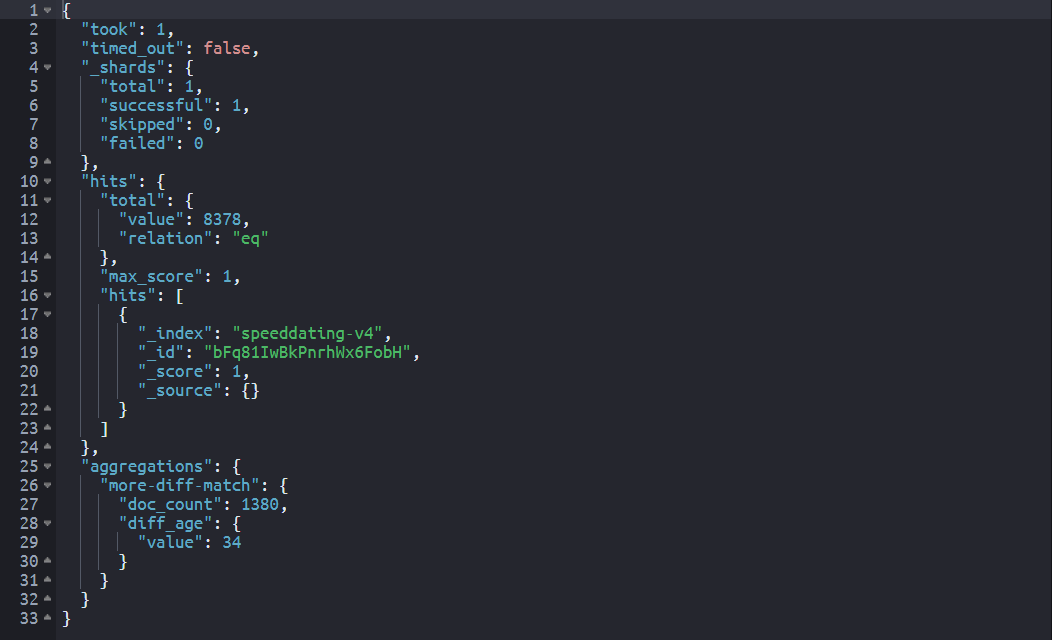 1 {
2 "took": 1,
3 "timed_out": false,
4 "_shards": {
5 "total": 1,
6 "successful": 1,
7 "skipped": 0,
8 "failed": 0
9 },
10 "hits": {
11 "total": {
12 "value": 8378,
13 "relation": "eq"
14 },
15 "max_score": 1,
16 "hits": [
17 {
18 "_index": "speeddating-v4",
19 "_id": "bFq81IwBkPnrhWx6FobH",
20 "_score": 1,
21 "_source": {}
22 }
23 ]
24 },
25 "aggregations": {
26 "more-diff-match": {
27 "doc_count": 1380,
28 "diff_age": {
29 "value": 34
30 }
31 }
32 }
33 }